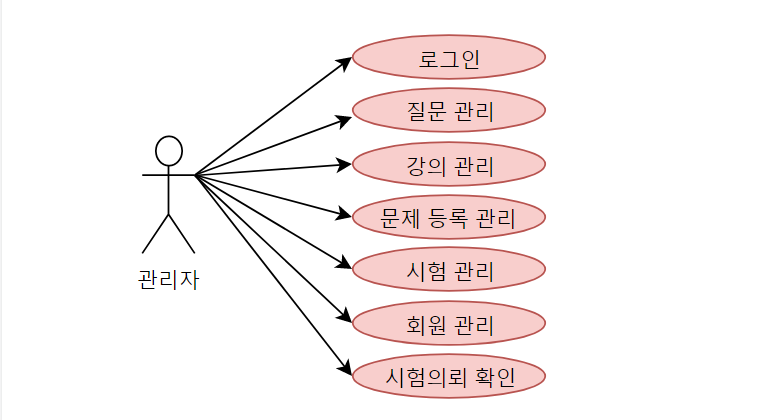 로그인
질문 관리
강의 관리
문제 등록 관리
시험 관리
회원 관리
시험의뢰 확인
관리자